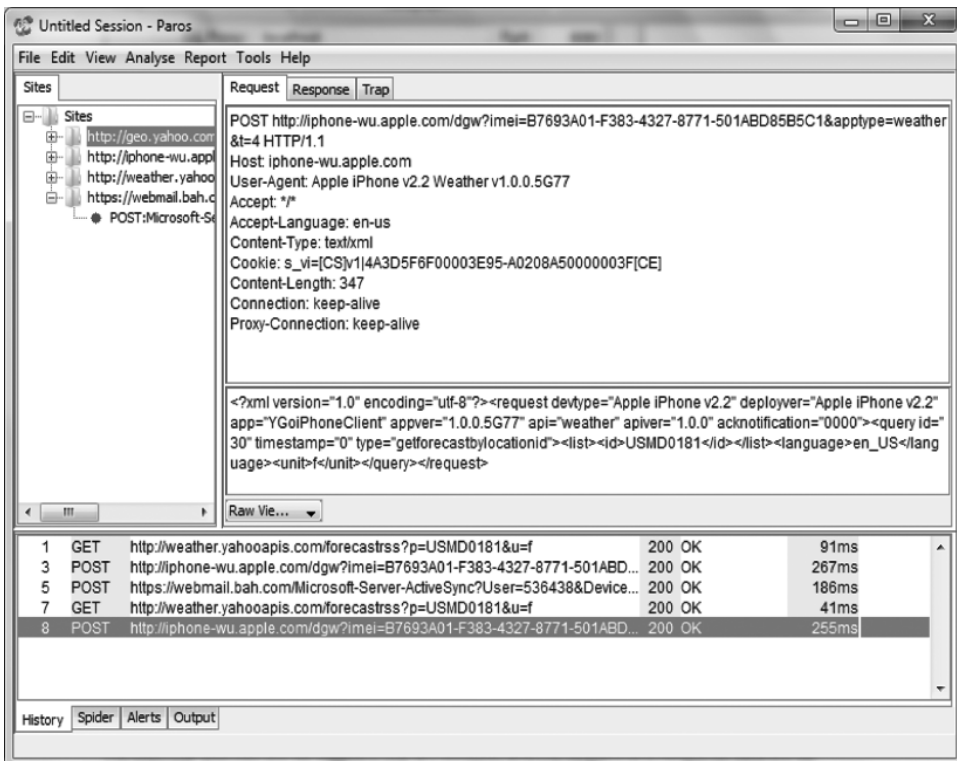 Untitled Session - Paros
File Edit View Analyse Report Tools Help
Sites
Sites
http://geo.yahoo.com
http://iphone-wu.appl
http://weather.yahoo
https://webmail.bah.c
POST:Microsoft-Se
Request Response Trap
POST http://iphone-wu.apple.com/dgw?imei=B7693A01-F383-4327-8771-501ABD85B5C1&apptype=weather
&t=4 HTTP/1.1
Host: iphone-wu.apple.com
User-Agent: Apple iPhone v2.2 Weather v1.0.0.5G77
Accept: */*
Accept-Language: en-us
Content-Type: text/xml
Cookie: s_vi=[CS]v1|4A3D5F6F00003E95-A0208A50000003F[CE]
Content-Length: 347
Connection: keep-alive
Proxy-Connection: keep-alive
<?xml version="1.0" encoding="utf-8"?><request devtype="Apple iPhone v2.2" deployver="Apple iPhone v2.2"
app="YGoiPhoneClient" appver="1.0.0.5G77" api="weather" apiver="1.0.0" acknotification="0000"><query id="
30" timestamp="0" type="getforecastbylocationid"><list><id>USMD0181</id></list><language>en_US</lang
uage><unit>f</unit></query></request>
Raw Vie...
1 GET http://weather.yahooapis.com/forecastrss?p=USMD0181&u=f 200 OK 91ms
3 POST http://iphone-wu.apple.com/dgw?imei=B7693A01-F383-4327-8771-501ABD... 200 OK 267ms
5 POST https://webmail.bah.com/Microsoft-Server-ActiveSync?User=536438&Device... 200 OK 186ms
7 GET http://weather.yahooapis.com/forecastrss?p=USMD0181&u=f 200 OK 41ms
8 POST http://iphone-wu.apple.com/dgw?imei=B7693A01-F383-4327-8771-501ABD... 200 OK 255ms
History Spider Alerts Output